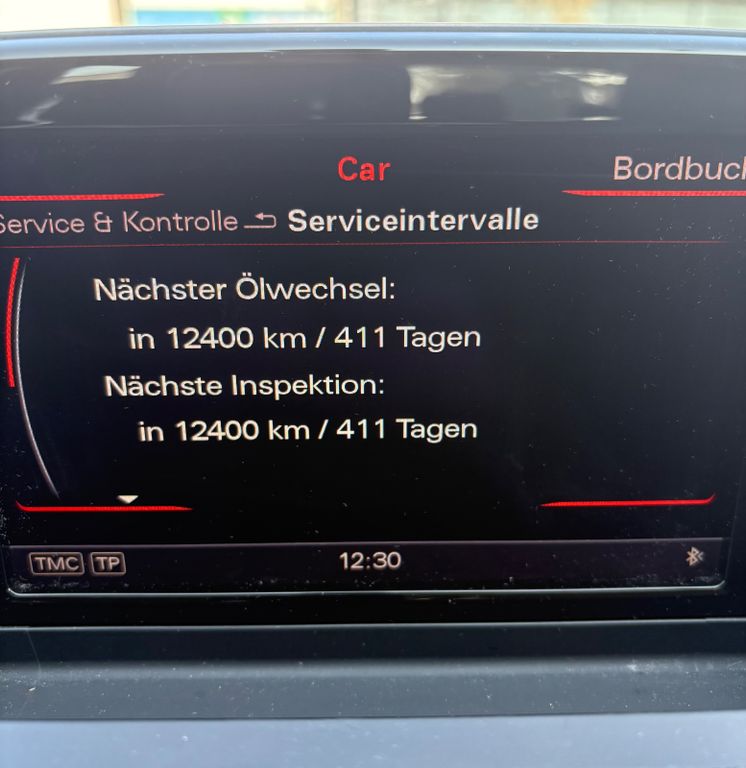 Car
Bordbuch
Service & Kontrolle Serviceintervalle
Nächster Ölwechsel:
in 12400 km / 411 Tagen
Nächste Inspektion:
in 12400 km / 411 Tagen
TMC TP 12:30